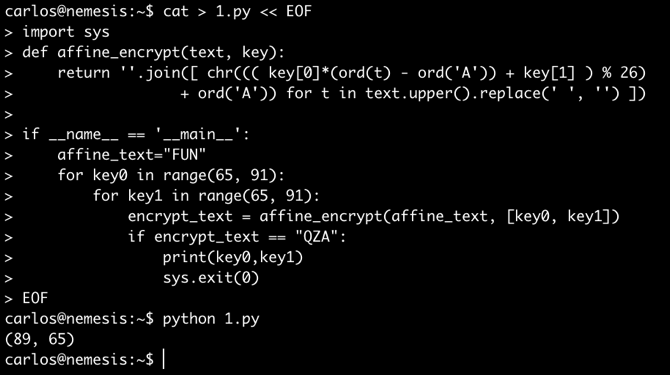 carlos@nemesis:~$ cat > 1.py << EOF
> import sys
> def affine_encrypt(text, key):
>     return ''.join([ chr((( key[0]*(ord(t) - ord('A')) + key[1] ) % 26)
>                   + ord('A')) for t in text.upper().replace(' ', '') ])
>
> if __name__ == '__main__':
>     affine_text="FUN"
>     for key0 in range(65, 91):
>         for key1 in range(65, 91):
>             encrypt_text = affine_encrypt(affine_text, [key0, key1])
>             if encrypt_text == "QZA":
>                 print(key0,key1)
>                 sys.exit(0)
> EOF
carlos@nemesis:~$ python 1.py
(89, 65)
carlos@nemesis:~$